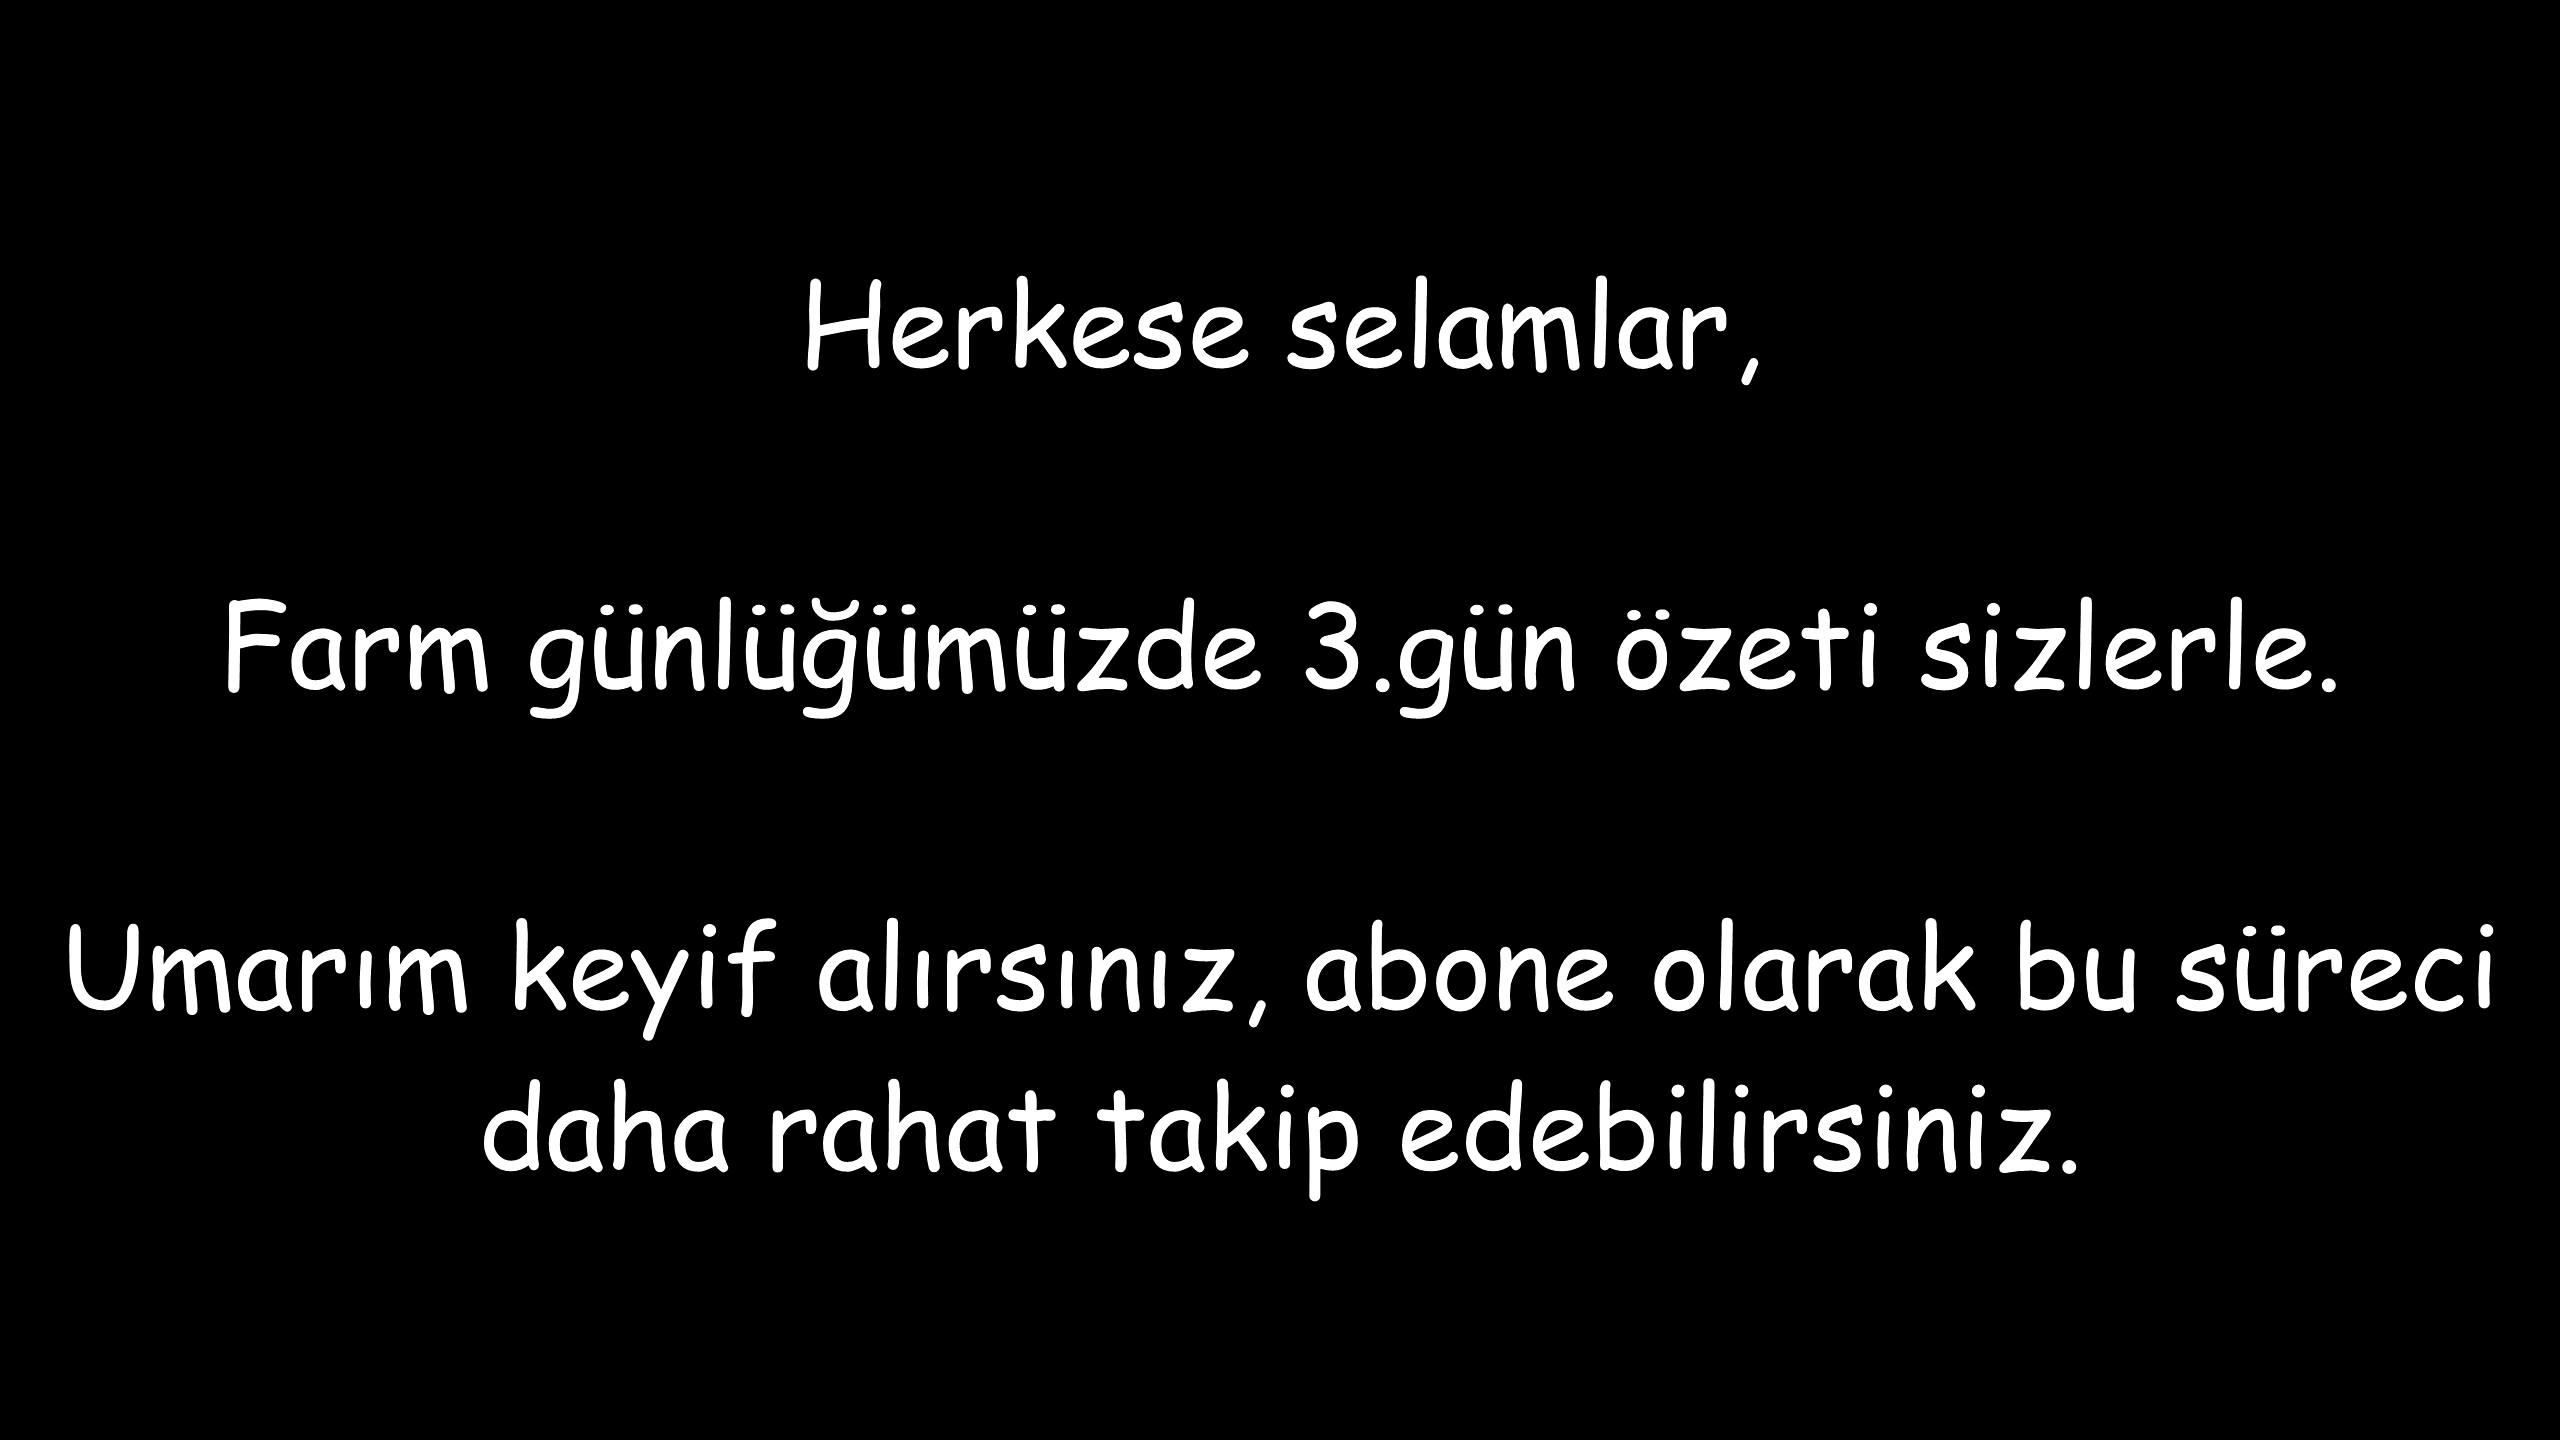 Herkese selamlar,
Farm günlüğümüzde 3.gün özeti sizlerle.
Umarım keyif alırsınız, abone olarak bu süreci
daha rahat takip edebilirsiniz.